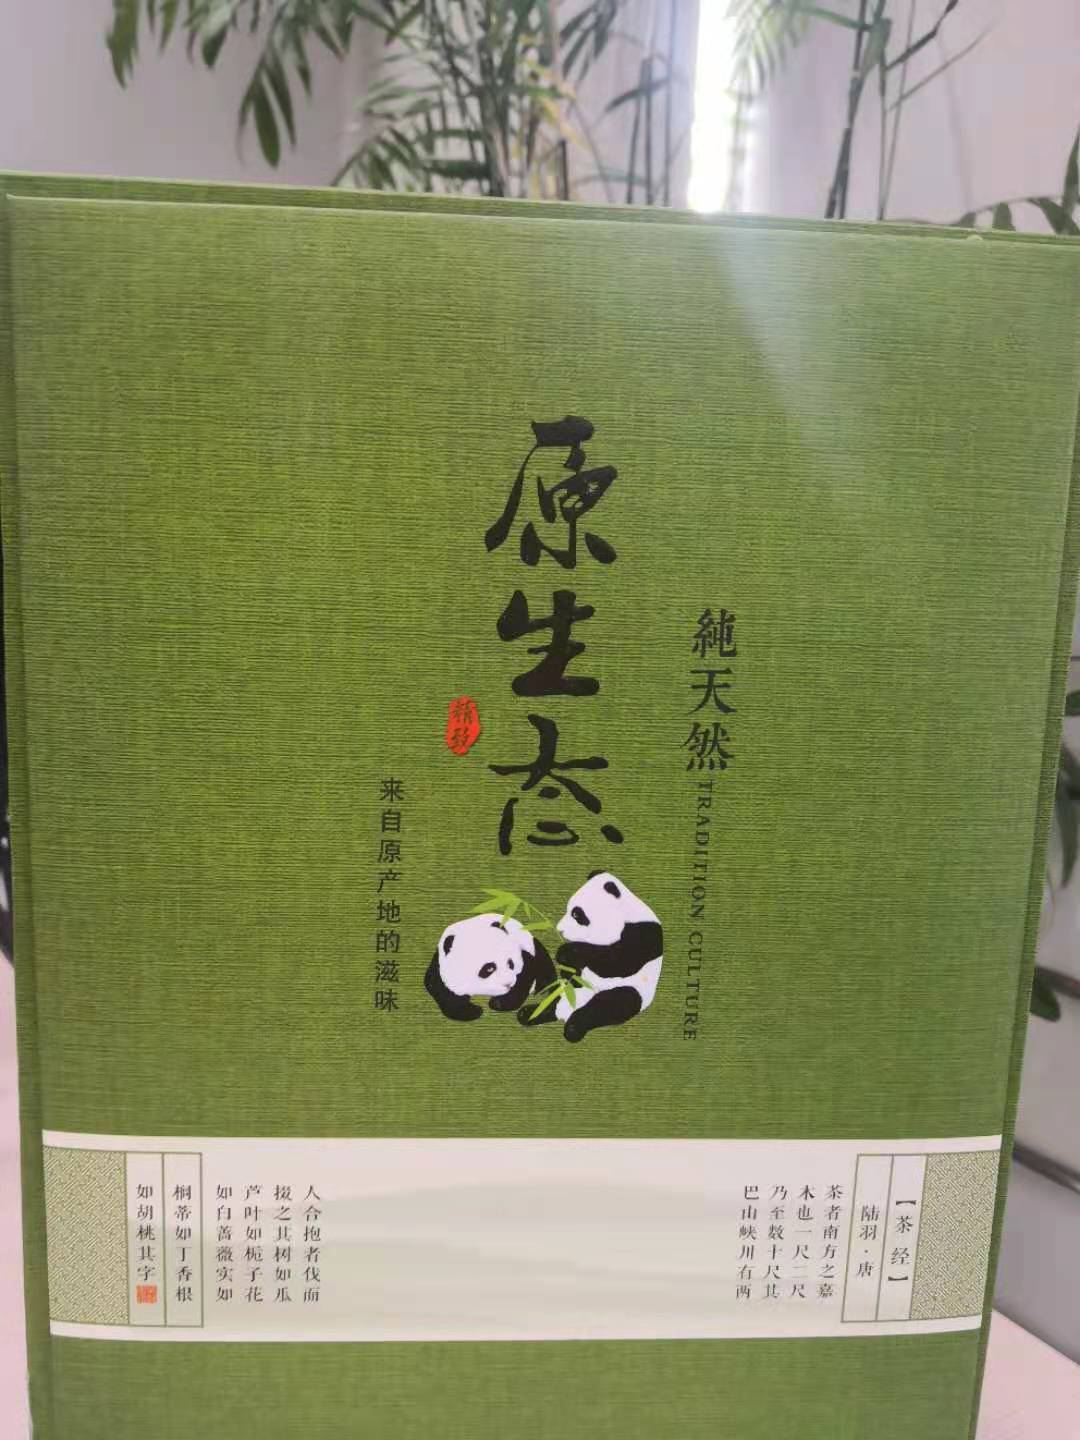 純天然
TRADITION CULTURE
原生态
精致
来自原产地的滋味
【茶经】
陆羽·唐
茶者南方之嘉
木也一尺二尺
乃至数十尺其
巴山峡川有两
人合抱者伐而
掇之其树如瓜
芦叶如栀子花
如白蔷薇实如
栟蒂如丁香根
如胡桃其字